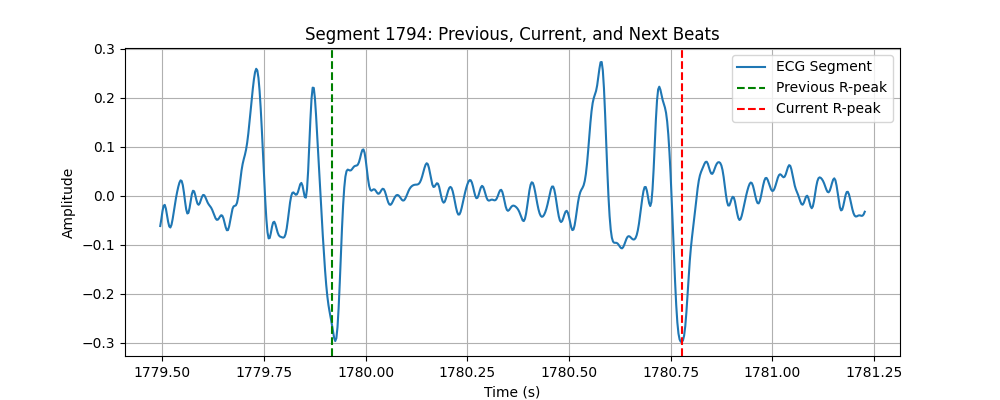 Segment 1794: Previous, Current, and Next Beats
ECG Segment
Previous R-peak
Current R-peak
Amplitude
0.3
0.2
0.1
0.0
−0.1
−0.2
−0.3
1779.50 1779.75 1780.00 1780.25 1780.50 1780.75 1781.00 1781.25
Time (s)